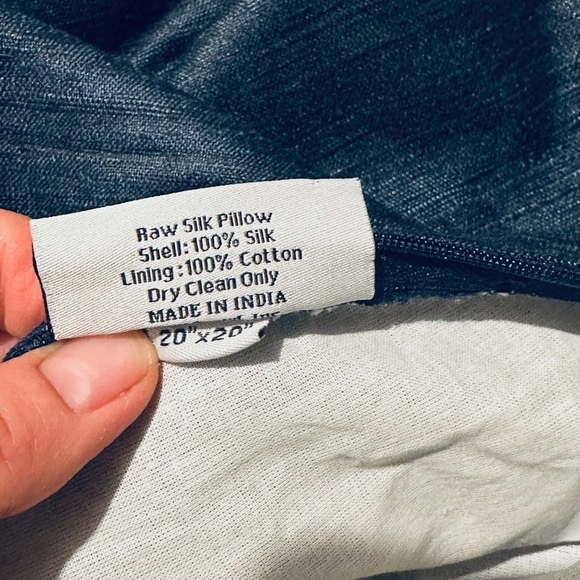 Raw Silk Pillow
Shell: 100% Silk
Lining: 100% Cotton
Dry Clean Only
MADE IN INDIA
20"x20"